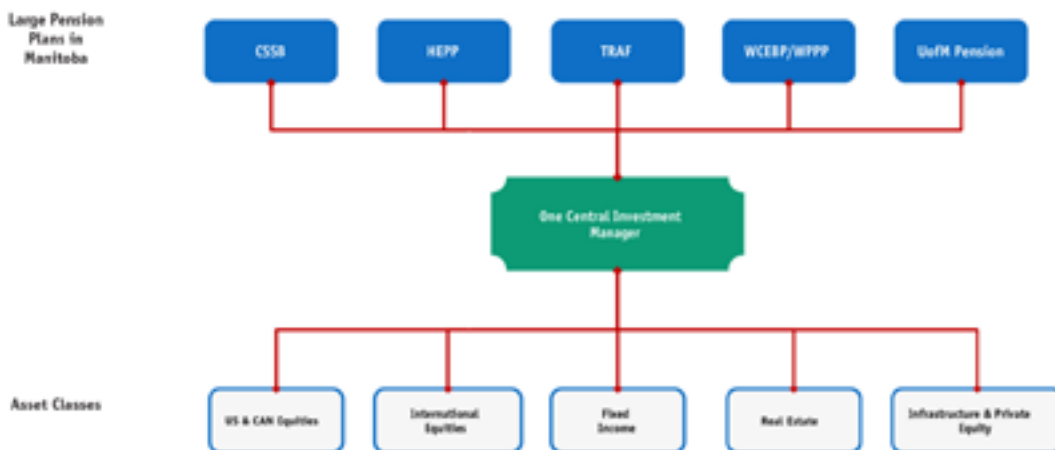 Large Pension
Plans in
Manitoba
CSSB
HEPP
TRAF
WCEBP/WPPP
UofM Pension
One Central Investment
Manager
Asset Classes
US & CAN Equities
International
Equities
Fixed
Income
Real Estate
Infrastructure & Private
Equity